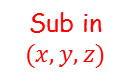 Sub in
(x, y, z)